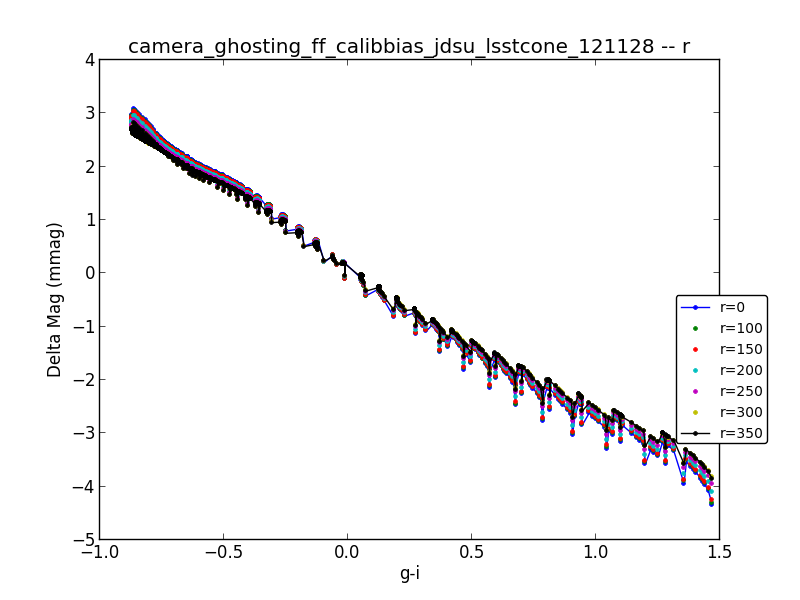 camera_ghosting_ff_calibbias_jdsu_lsstcone_121128 -- r
4
3
2
1
0
−1
−2
−3
−4
−5
Delta Mag (mmag)
r=0
r=100
r=150
r=200
r=250
r=300
r=350
−1.0 −0.5 0.0 0.5 1.0 1.5
g-i